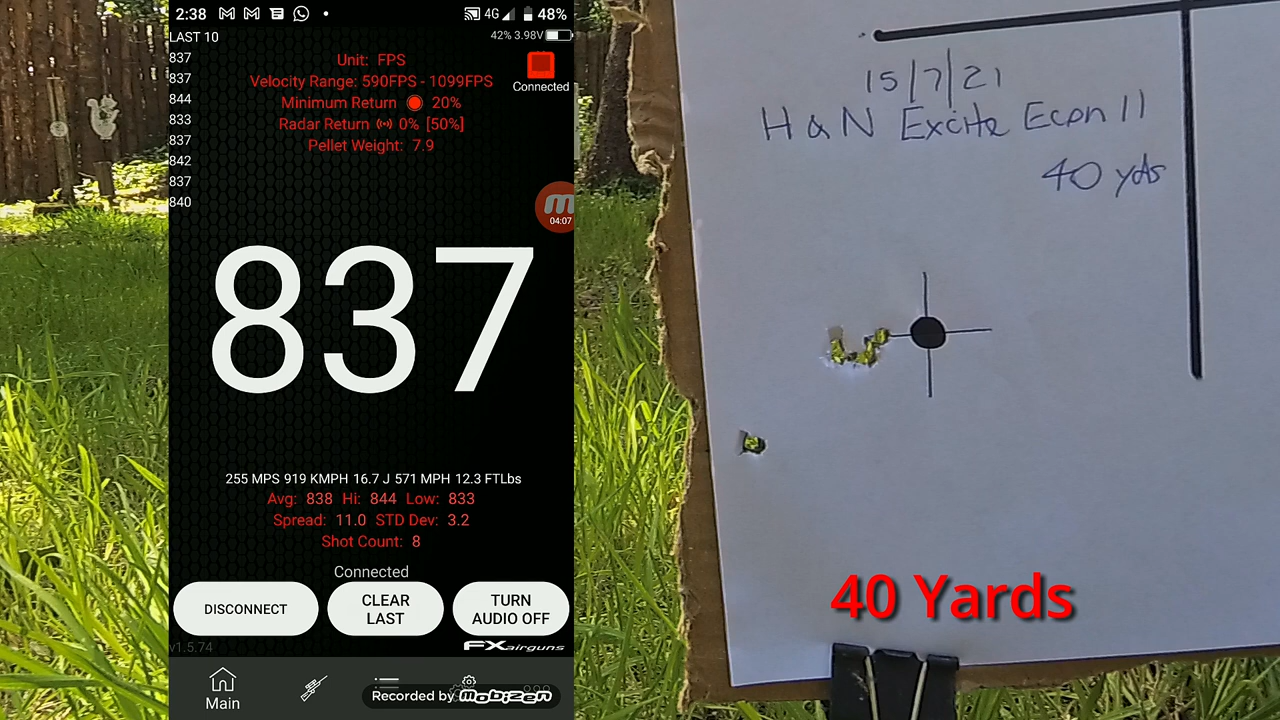 2:38 4G 48%
LAST 10
42% 3.98V
837
837
844
833
837
842
837
840
Unit: FPS
Velocity Range: 590FPS - 1099FPS
Minimum Return 20%
Radar Return 0% [50%]
Pellet Weight: 7.9
Connected
04:07
837
255 MPS 919 KMPH 16.7 J 571 MPH 12.3 FTLbs
Avg: 838 Hi: 844 Low: 833
Spread: 11.0 STD Dev: 3.2
Shot Count: 8
Connected
DISCONNECT
CLEAR
LAST
TURN
AUDIO OFF
v1.5.74
FXairguns
Main
Recorded by mobizen
15/7/21
H & N Excite Econ 11
40 yds
40 Yards